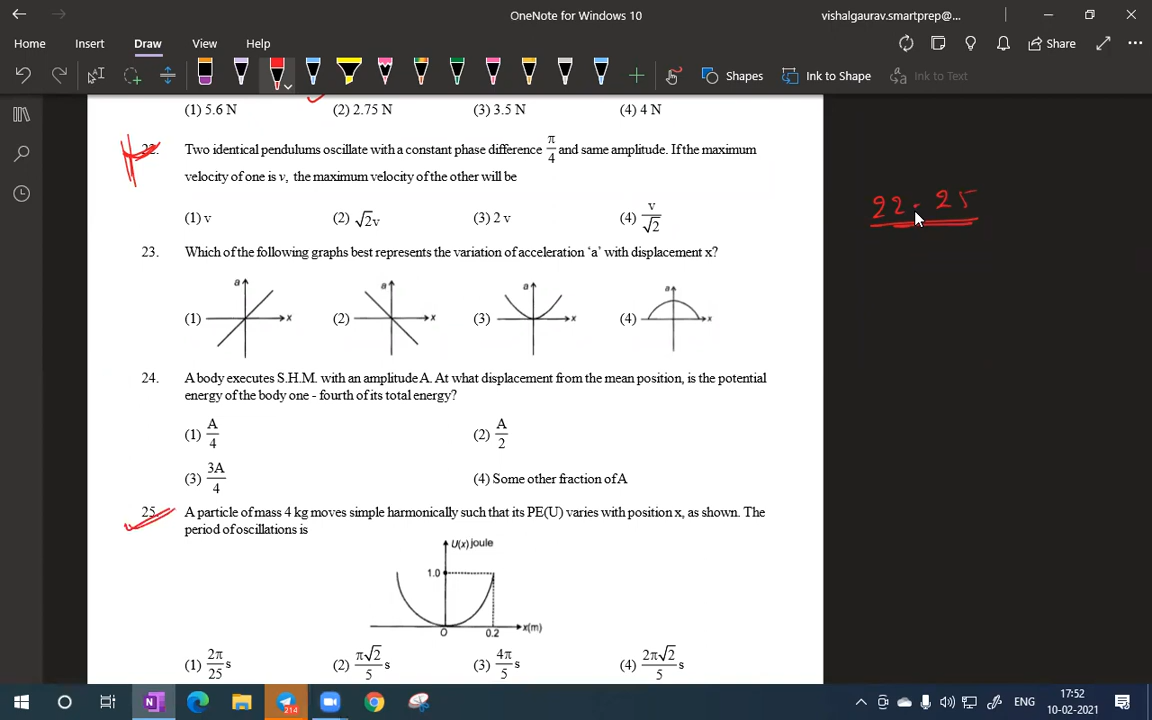 OneNote for Windows 10
vishalgaurav.smartprep@...
Home Insert Draw View Help
Share
Shapes Ink to Shape Ink to Text
(1) 5.6 N (2) 2.75 N (3) 3.5 N (4) 4 N
22. Two identical pendulums oscillate with a constant phase difference π/4 and same amplitude. If the maximum
velocity of one is v, the maximum velocity of the other will be
(1) v (2) √2v (3) 2 v (4) v/√2
22 - 25
23. Which of the following graphs best represents the variation of acceleration ‘a’ with displacement x?
(1) a x (2) a x (3) a x (4) a x
24. A body executes S.H.M. with an amplitude A. At what displacement from the mean position, is the potential
energy of the body one - fourth of its total energy?
(1) A/4 (2) A/2
(3) 3A/4 (4) Some other fraction of A
25. A particle of mass 4 kg moves simple harmonically such that its PE(U) varies with position x, as shown. The
period of oscillations is
U(x) joule
1.0
O 0.2 x(m)
(1) 2π/25 s (2) π√2/5 s (3) 4π/5 s (4) 2π√2/5 s
214
ENG
17:52
10-02-2021